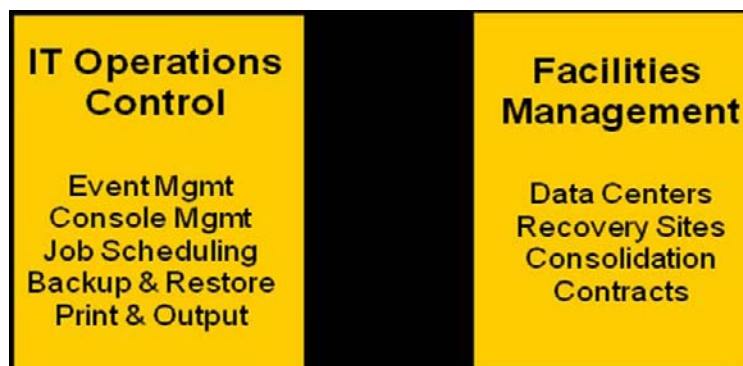 IT Operations
Control
Event Mgmt
Console Mgmt
Job Scheduling
Backup & Restore
Print & Output
Facilities
Management
Data Centers
Recovery Sites
Consolidation
Contracts